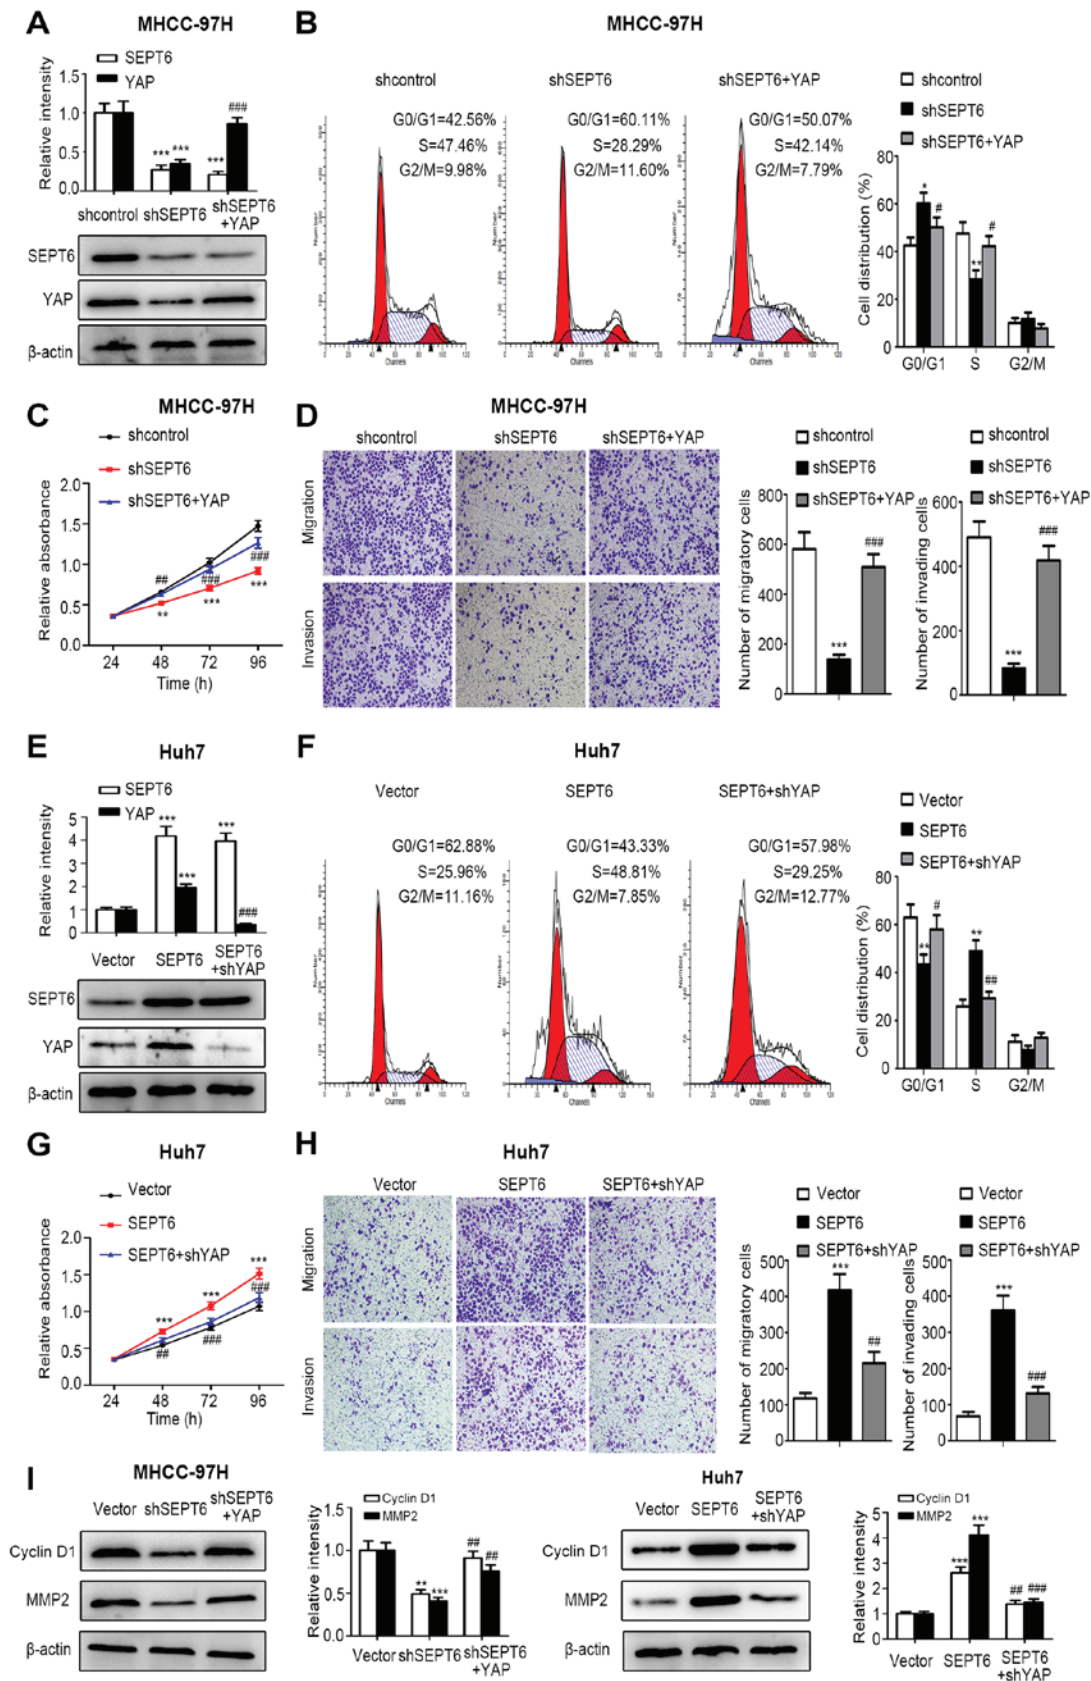 A
MHCC-97H
SEPT6
YAP
Relative intensity
1.5
1.0
0.5
0.0
***
***
***
###
shcontrol shSEPT6 shSEPT6
+YAP
SEPT6
YAP
β-actin
B
MHCC-97H
shcontrol
G0/G1=42.56%
S=47.46%
G2/M=9.98%
shSEPT6
G0/G1=60.11%
S=28.29%
G2/M=11.60%
shSEPT6+YAP
G0/G1=50.07%
S=42.14%
G2/M=7.79%
Number
Number
Number
Channels
Channels
Channels
shcontrol
shSEPT6
shSEPT6+YAP
Cell distribution (%)
80
60
40
20
0
*
#
**
#
G0/G1 S G2/M
C
MHCC-97H
shcontrol
shSEPT6
shSEPT6+YAP
Relative absorbance
2.0
1.5
1.0
0.5
0.0
##
**
###
***
###
***
24 48 72 96
Time (h)
D
MHCC-97H
shcontrol shSEPT6 shSEPT6+YAP
Migration
Invasion
shcontrol
shSEPT6
shSEPT6+YAP
Number of migratory cells
800
600
400
200
0
***
###
shcontrol
shSEPT6
shSEPT6+YAP
Number of invading cells
600
400
200
0
***
###
E
Huh7
SEPT6
YAP
Relative intensity
5
4
3
2
1
0
***
***
***
###
Vector SEPT6 SEPT6
+shYAP
SEPT6
YAP
β-actin
F
Huh7
Vector
G0/G1=62.88%
S=25.96%
G2/M=11.16%
SEPT6
G0/G1=43.33%
S=48.81%
G2/M=7.85%
SEPT6+shYAP
G0/G1=57.98%
S=29.25%
G2/M=12.77%
Number
Number
Number
Channels
Channels
Channels
Vector
SEPT6
SEPT6+shYAP
Cell distribution (%)
80
60
40
20
0
**
#
**
##
G0/G1 S G2/M
G
Huh7
Vector
SEPT6
SEPT6+shYAP
Relative absorbance
2.0
1.5
1.0
0.5
0.0
***
##
***
###
***
###
24 48 72 96
Time (h)
H
Huh7
Vector SEPT6 SEPT6+shYAP
Migration
Invasion
Vector
SEPT6
SEPT6+shYAP
Number of migratory cells
500
400
300
200
100
0
***
##
Vector
SEPT6
SEPT6+shYAP
Number of invading cells
500
400
300
200
100
0
***
###
I
MHCC-97H
Vector shSEPT6 shSEPT6
+YAP
Cyclin D1
MMP2
β-actin
Cyclin D1
MMP2
Relative intensity
1.5
1.0
0.5
0.0
**
***
##
##
Vector shSEPT6 shSEPT6
+YAP
Huh7
Vector SEPT6 SEPT6
+shYAP
Cyclin D1
MMP2
β-actin
Cyclin D1
MMP2
Relative intensity
5
4
3
2
1
0
***
***
##
###
Vector SEPT6 SEPT6
+shYAP